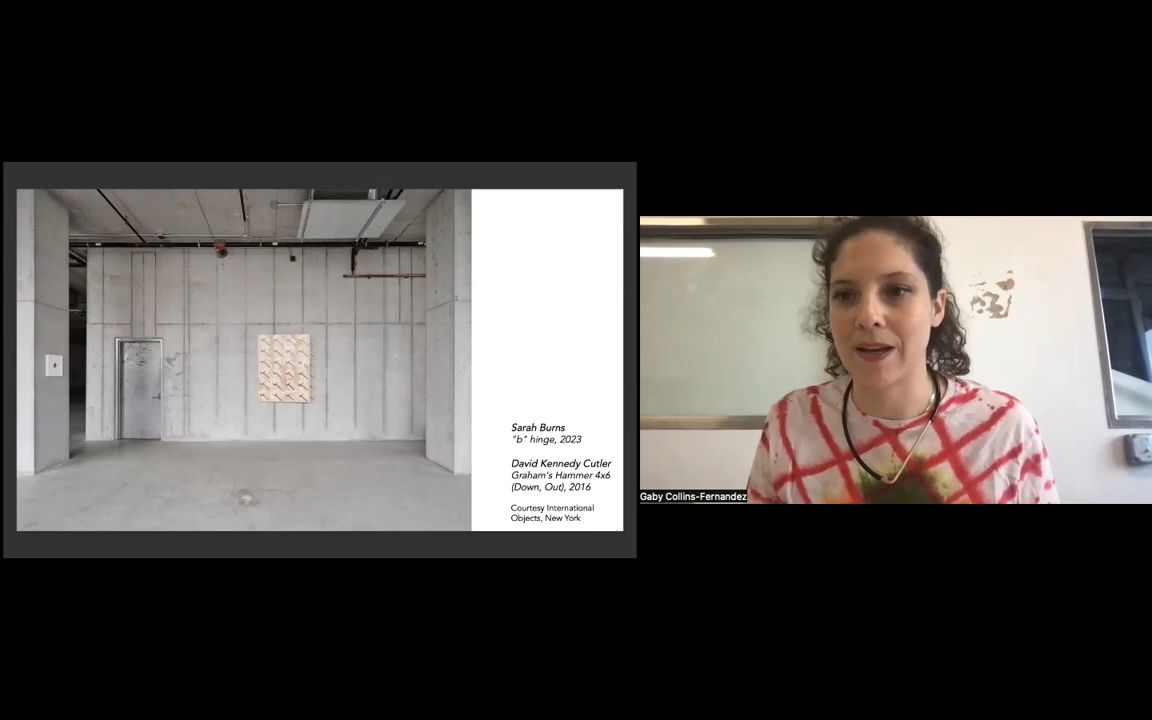 Sarah Burns
"b" hinge, 2023
David Kennedy Cutler
Graham's Hammer 4x6
(Down, Out), 2016
Courtesy International
Objects, New York
Gaby Collins-Fernandez